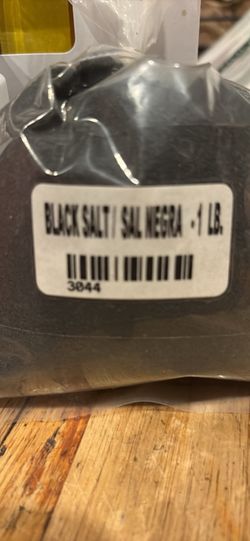 BLACK SALT / SAL NEGRA - 1 LB.
3044